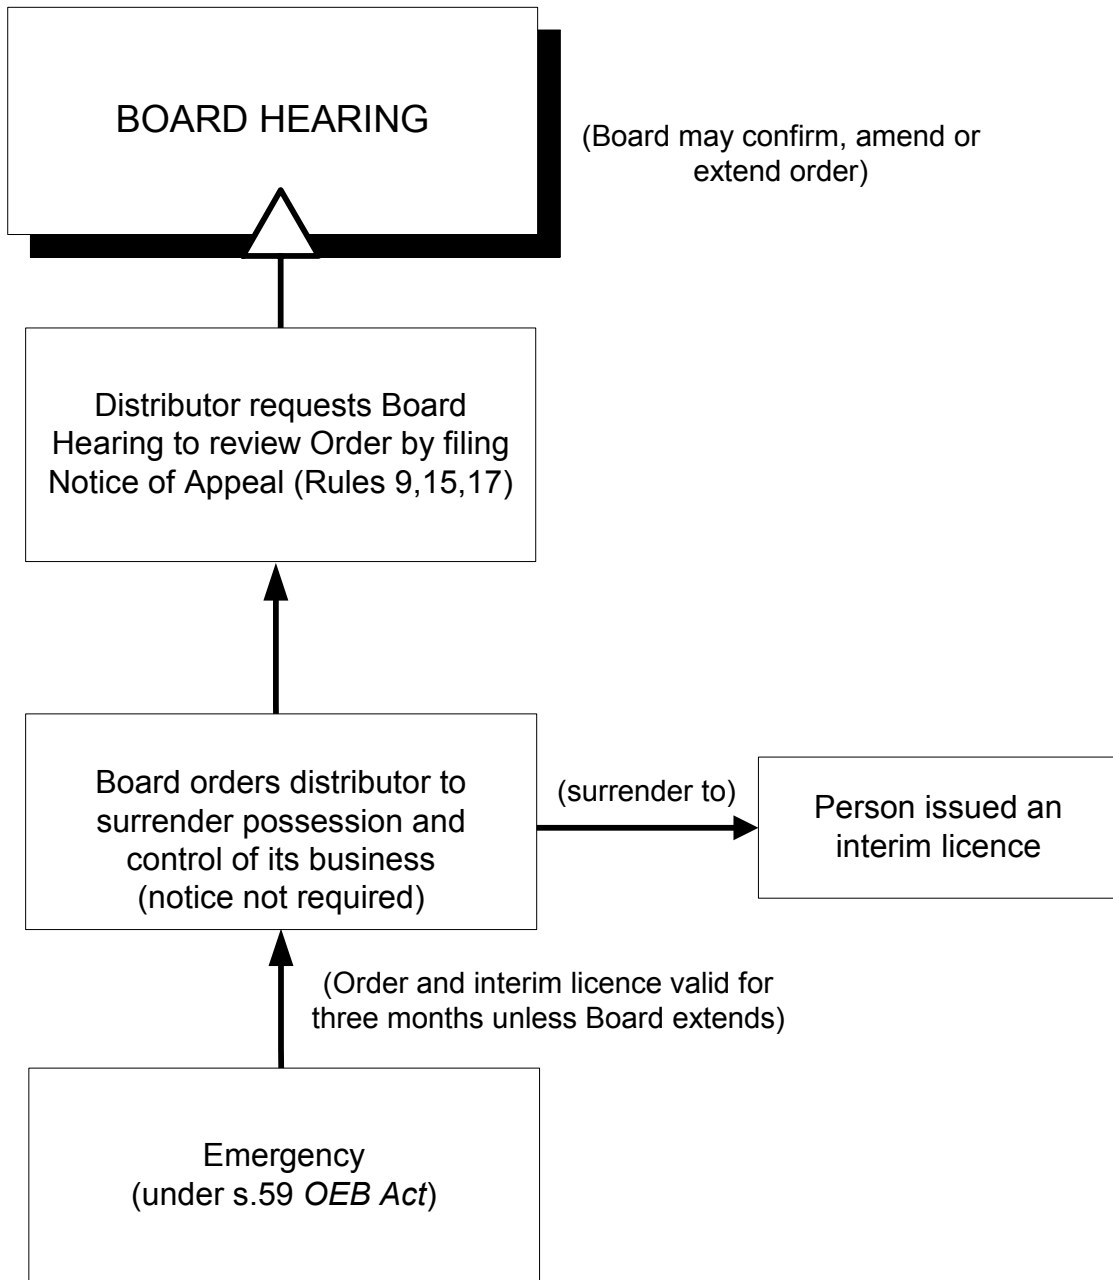 BOARD HEARING
(Board may confirm, amend or
extend order)
Distributor requests Board
Hearing to review Order by filing
Notice of Appeal (Rules 9,15,17)
Board orders distributor to
surrender possession and
control of its business
(notice not required)
(surrender to)
Person issued an
interim licence
(Order and interim licence valid for
three months unless Board extends)
Emergency
(under s.59 OEB Act)